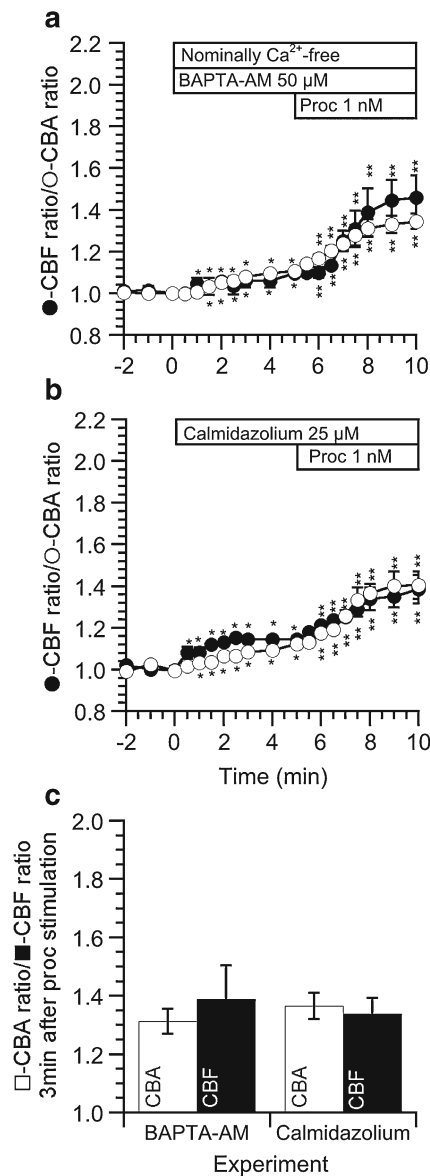 a
Nominally Ca²⁺-free
BAPTA-AM 50 µM
Proc 1 nM
●-CBF ratio/○-CBA ratio
2.2
2.0
1.8
1.6
1.4
1.2
1.0
0.8
-2 0 2 4 6 8 10
b
Calmidazolium 25 µM
Proc 1 nM
●-CBF ratio/○-CBA ratio
2.2
2.0
1.8
1.6
1.4
1.2
1.0
0.8
-2 0 2 4 6 8 10
Time (min)
c
□-CBA ratio/■-CBF ratio
3min after proc stimulation
2.0
1.8
1.6
1.4
1.2
1.0
CBA CBF CBA CBF
BAPTA-AM Calmidazolium
Experiment